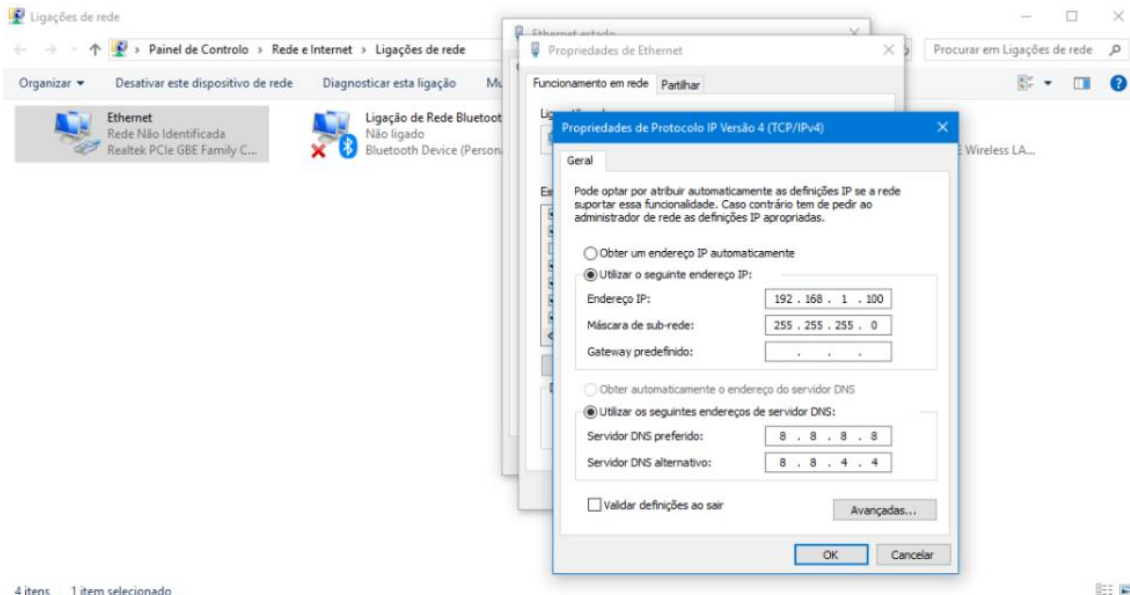 Ligações de rede
Ethernet estado
Painel de Controlo > Rede e Internet > Ligações de rede
Propriedades de Ethernet
Procurar em Ligações de rede
Organizar
Desativar este dispositivo de rede
Diagnosticar esta ligação
Funcionamento em rede
Partilhar
Ethernet
Rede Não Identificada
Realtek PCIe GBE Family C...
Ligação de Rede Bluetoot
Não ligado
Bluetooth Device (Person
Wireless LA...
Propriedades de Protocolo IP Versão 4 (TCP/IPv4)
Geral
Pode optar por atribuir automaticamente as definições IP se a rede
suportar essa funcionalidade. Caso contrário tem de pedir ao
administrador de rede as definições IP apropriadas.
Obter um endereço IP automaticamente
Utilizar o seguinte endereço IP:
Endereço IP: 192 . 168 . 1 . 100
Máscara de sub-rede: 255 . 255 . 255 . 0
Gateway predefinido: . . .
Obter automaticamente o endereço do servidor DNS
Utilizar os seguintes endereços de servidor DNS:
Servidor DNS preferido: 8 . 8 . 8 . 8
Servidor DNS alternativo: 8 . 8 . 4 . 4
Validar definições ao sair
Avançadas...
OK
Cancelar
4 itens
1 item selecionado